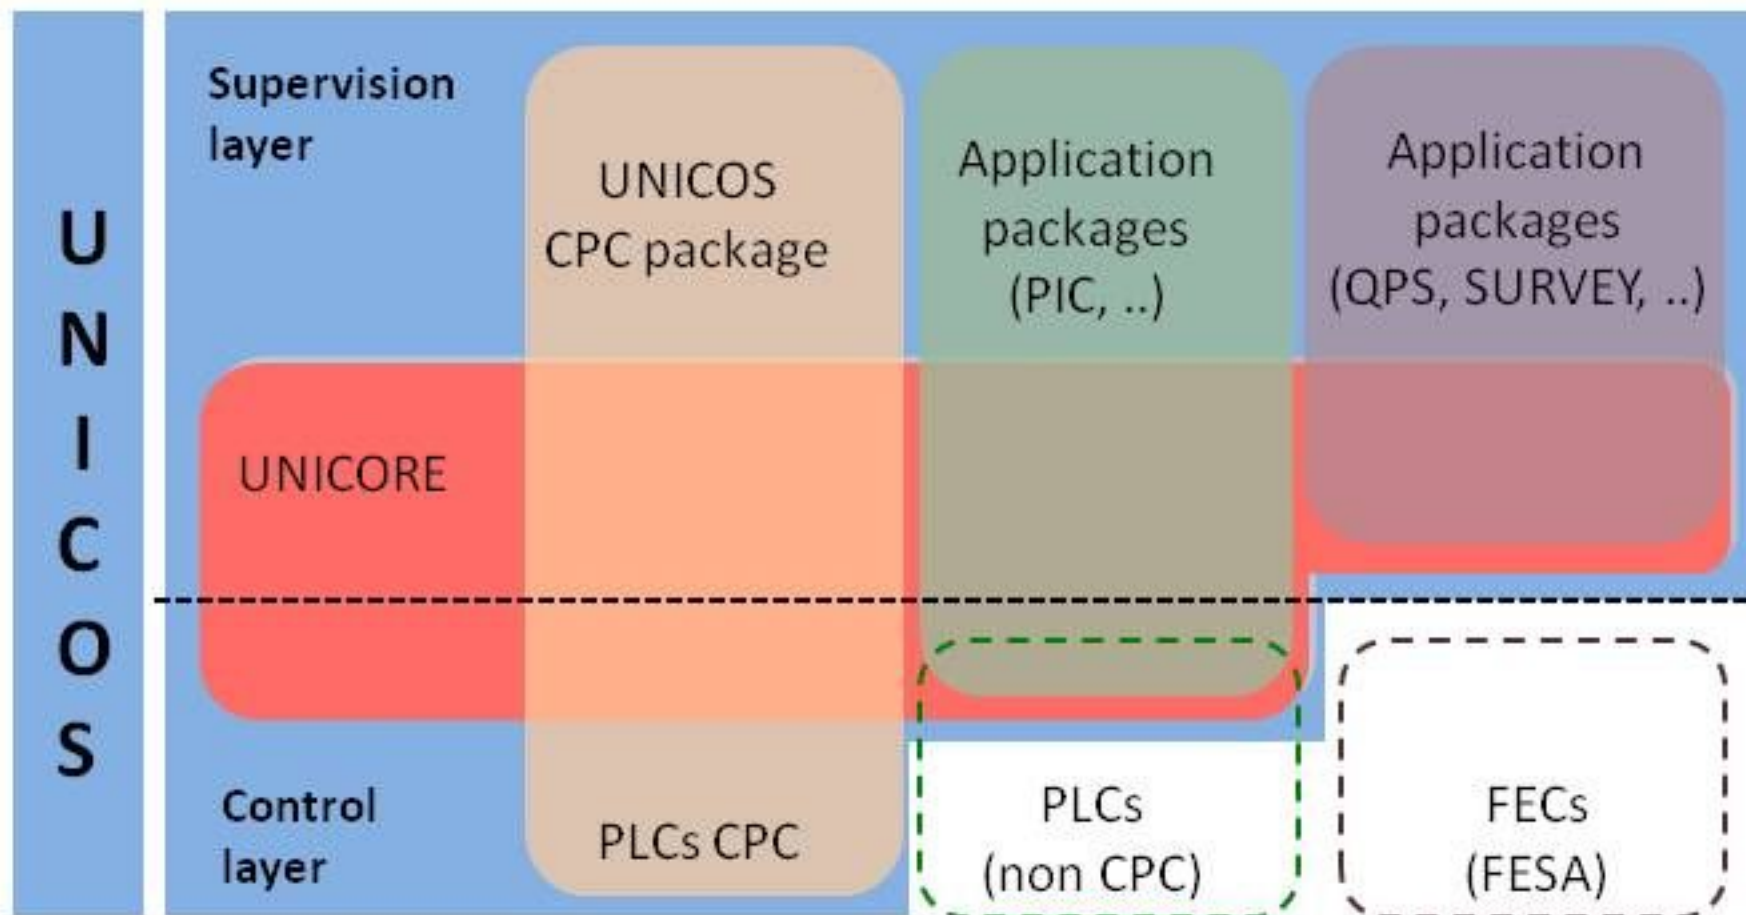 UNICOS
Supervision
layer
UNICOS
CPC package
Application
packages
(PIC, ..)
Application
packages
(QPS, SURVEY, ..)
UNICORE
Control
layer
PLCs CPC
PLCs
(non CPC)
FECs
(FESA)